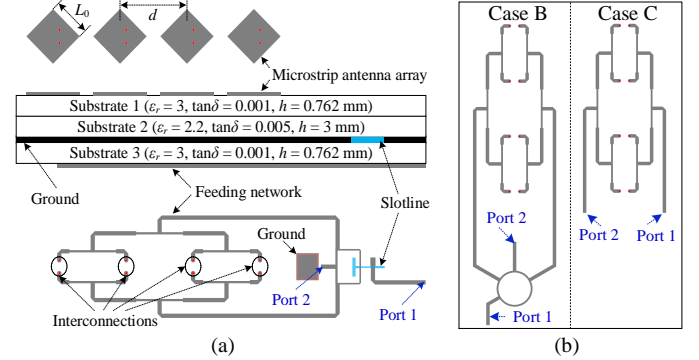 L0
d
Microstrip antenna array
Substrate 1 (εr = 3, tanδ = 0.001, h = 0.762 mm)
Substrate 2 (εr = 2.2, tanδ = 0.005, h = 3 mm)
Substrate 3 (εr = 3, tanδ = 0.001, h = 0.762 mm)
Ground
Feeding network
Slotline
Ground
Port 2
Port 1
Interconnections
(a)
Case B
Case C
Port 2
Port 1
Port 2
Port 1
(b)